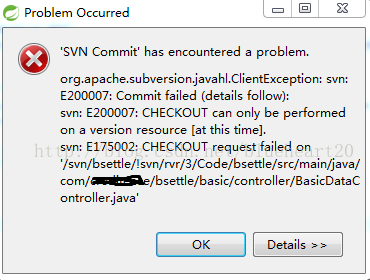 Problem Occurred
'SVN Commit' has encountered a problem.
org.apache.subversion.javahl.ClientException: svn:
E200007: Commit failed (details follow):
svn: E200007: CHECKOUT can only be performed
on a version resource [at this time].
svn: E175002: CHECKOUT request failed on
'/svn/bsettle/!svn/rvr/3/Code/bsettle/src/main/java/
com/ /bsettle/basic/controller/BasicDataC
ontroller.java'
OK
Details >>